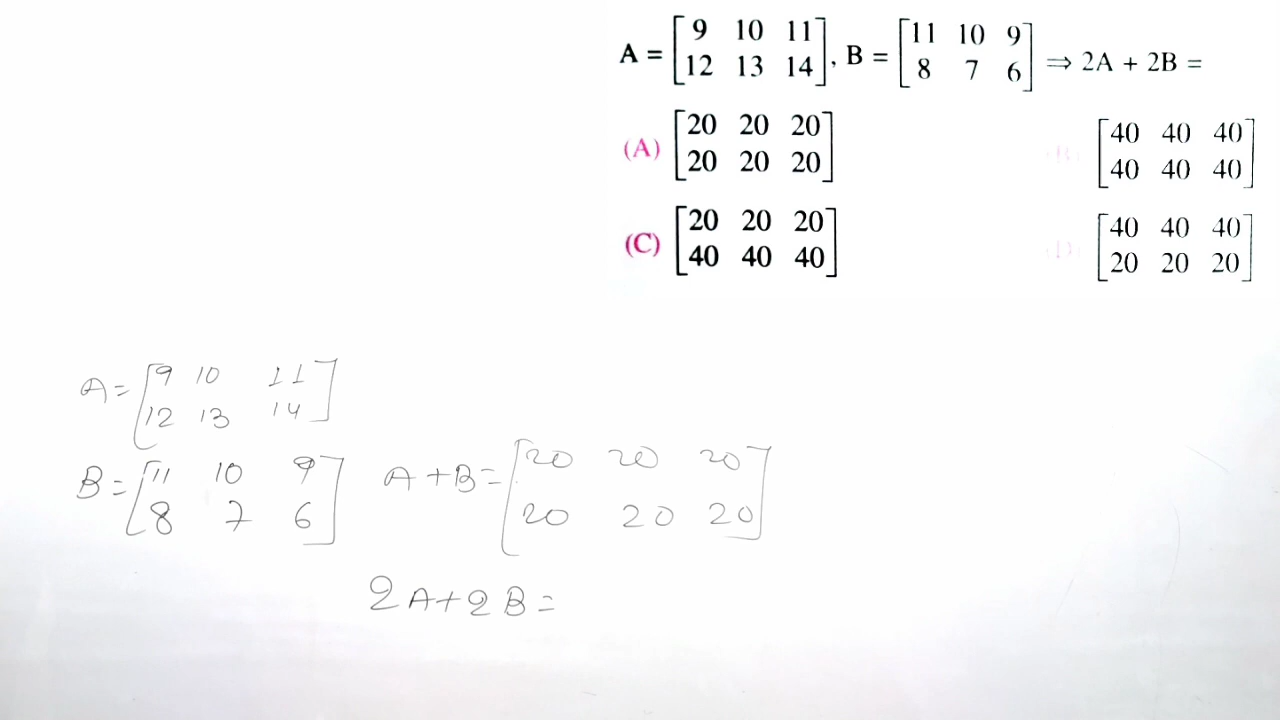 A = [9 10 11
12 13 14], B = [11 10 9
8 7 6] ⇒ 2A + 2B =
(A) [20 20 20
20 20 20]
(B) [40 40 40
40 40 40]
(C) [20 20 20
40 40 40]
(D) [40 40 40
20 20 20]
A = [9 10 11
12 13 14]
B = [11 10 9
8 7 6]
A + B = [20 20 20
20 20 20]
2A + 2B =